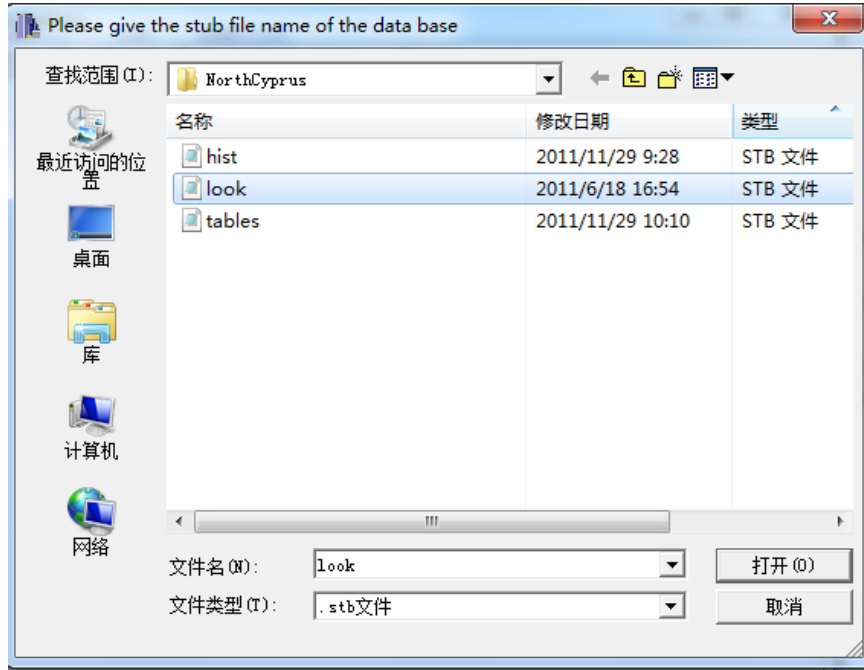 Please give the stub file name of the data base
查找范围(I): NorthCyprus
名称 修改日期 类型
最近访问的位置
桌面
库
计算机
网络
hist 2011/11/29 9:28 STB 文件
look 2011/6/18 16:54 STB 文件
tables 2011/11/29 10:10 STB 文件
文件名(N): look 打开(O)
文件类型(T): .stb文件 取消